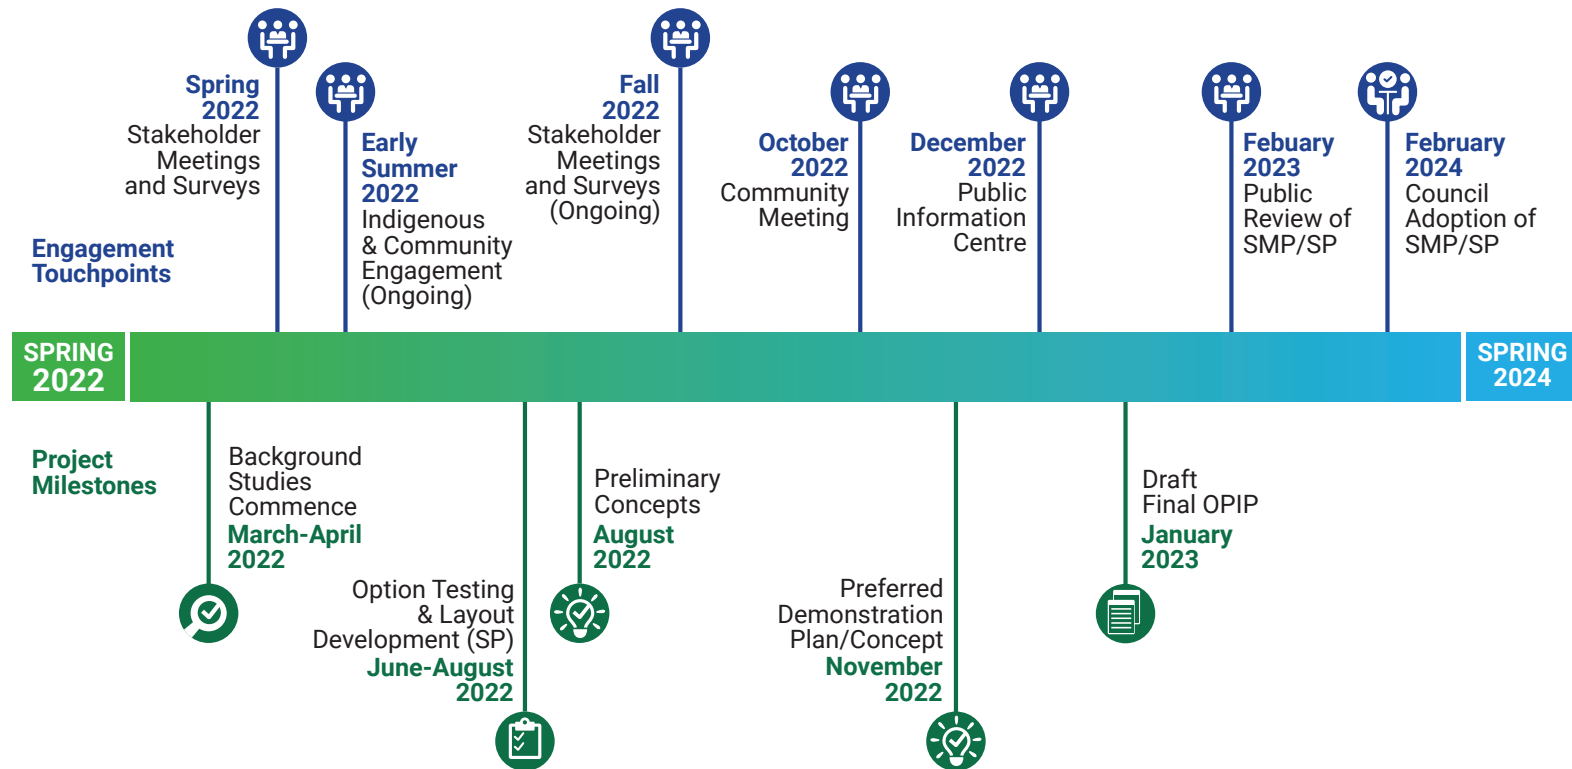 Spring
2022
Stakeholder
Meetings
and Surveys
Early
Summer
2022
Indigenous
& Community
Engagement
(Ongoing)
Fall
2022
Stakeholder
Meetings
and Surveys
(Ongoing)
October
2022
Community
Meeting
December
2022
Public
Information
Centre
Febuary
2023
Public
Review of
SMP/SP
February
2024
Council
Adoption of
SMP/SP
Engagement
Touchpoints
SPRING
2022
SPRING
2024
Project
Milestones
Background
Studies
Commence
March-April
2022
Option Testing
& Layout
Development (SP)
June-August
2022
Preliminary
Concepts
August
2022
Preferred
Demonstration
Plan/Concept
November
2022
Draft
Final OPIP
January
2023